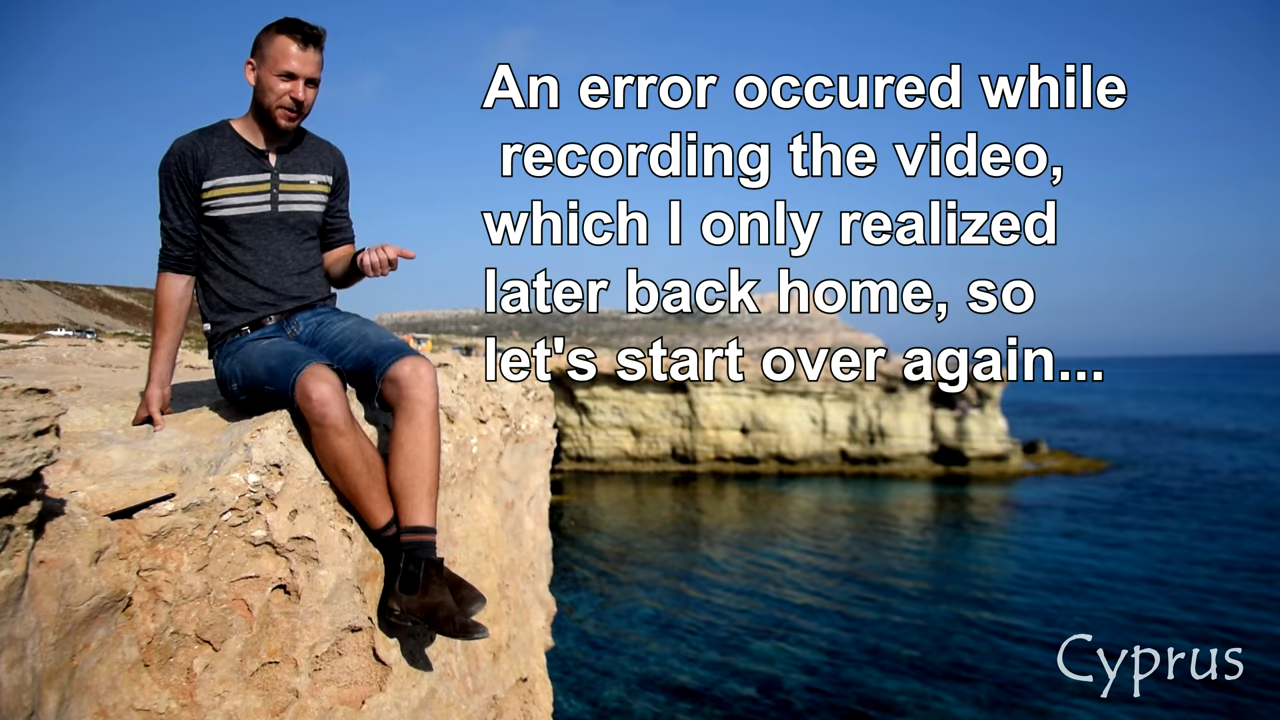 An error occured while
recording the video,
which I only realized
later back home, so
let's start over again...
Cyprus